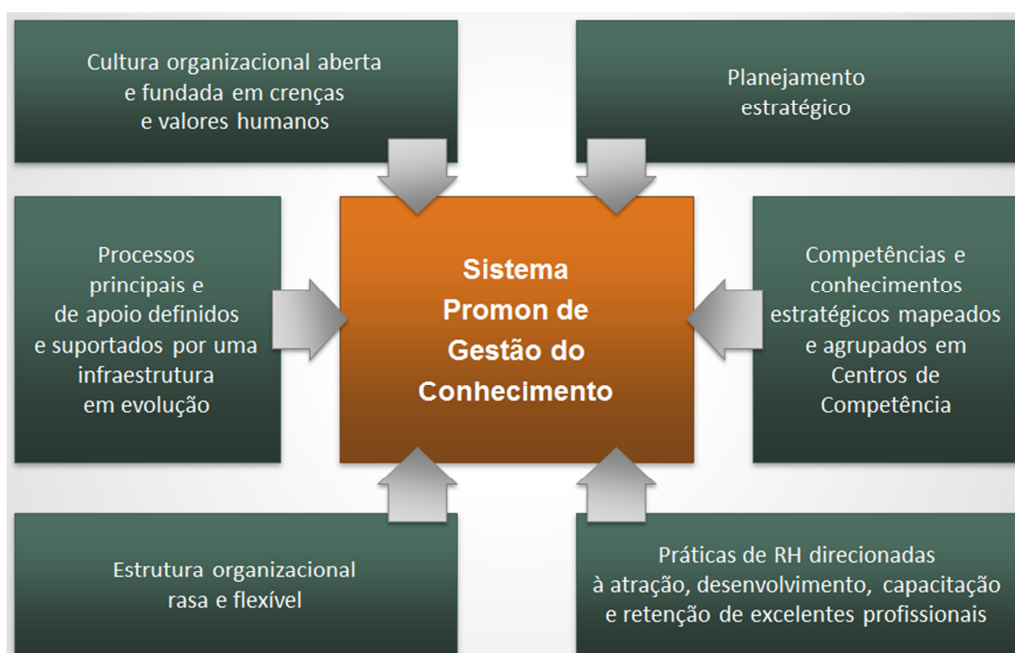 Cultura organizacional aberta
e fundada em crenças
e valores humanos
Planejamento
estratégico
Processos
principais e
de apoio definidos
e suportados por uma
infraestrutura
em evolução
Sistema
Promon de
Gestão do
Conhecimento
Competências e
conhecimentos
estratégicos mapeados
e agrupados em
Centros de
Competência
Estrutura organizacional
rasa e flexível
Práticas de RH direcionadas
à atração, desenvolvimento, capacitação
e retenção de excelentes profissionais